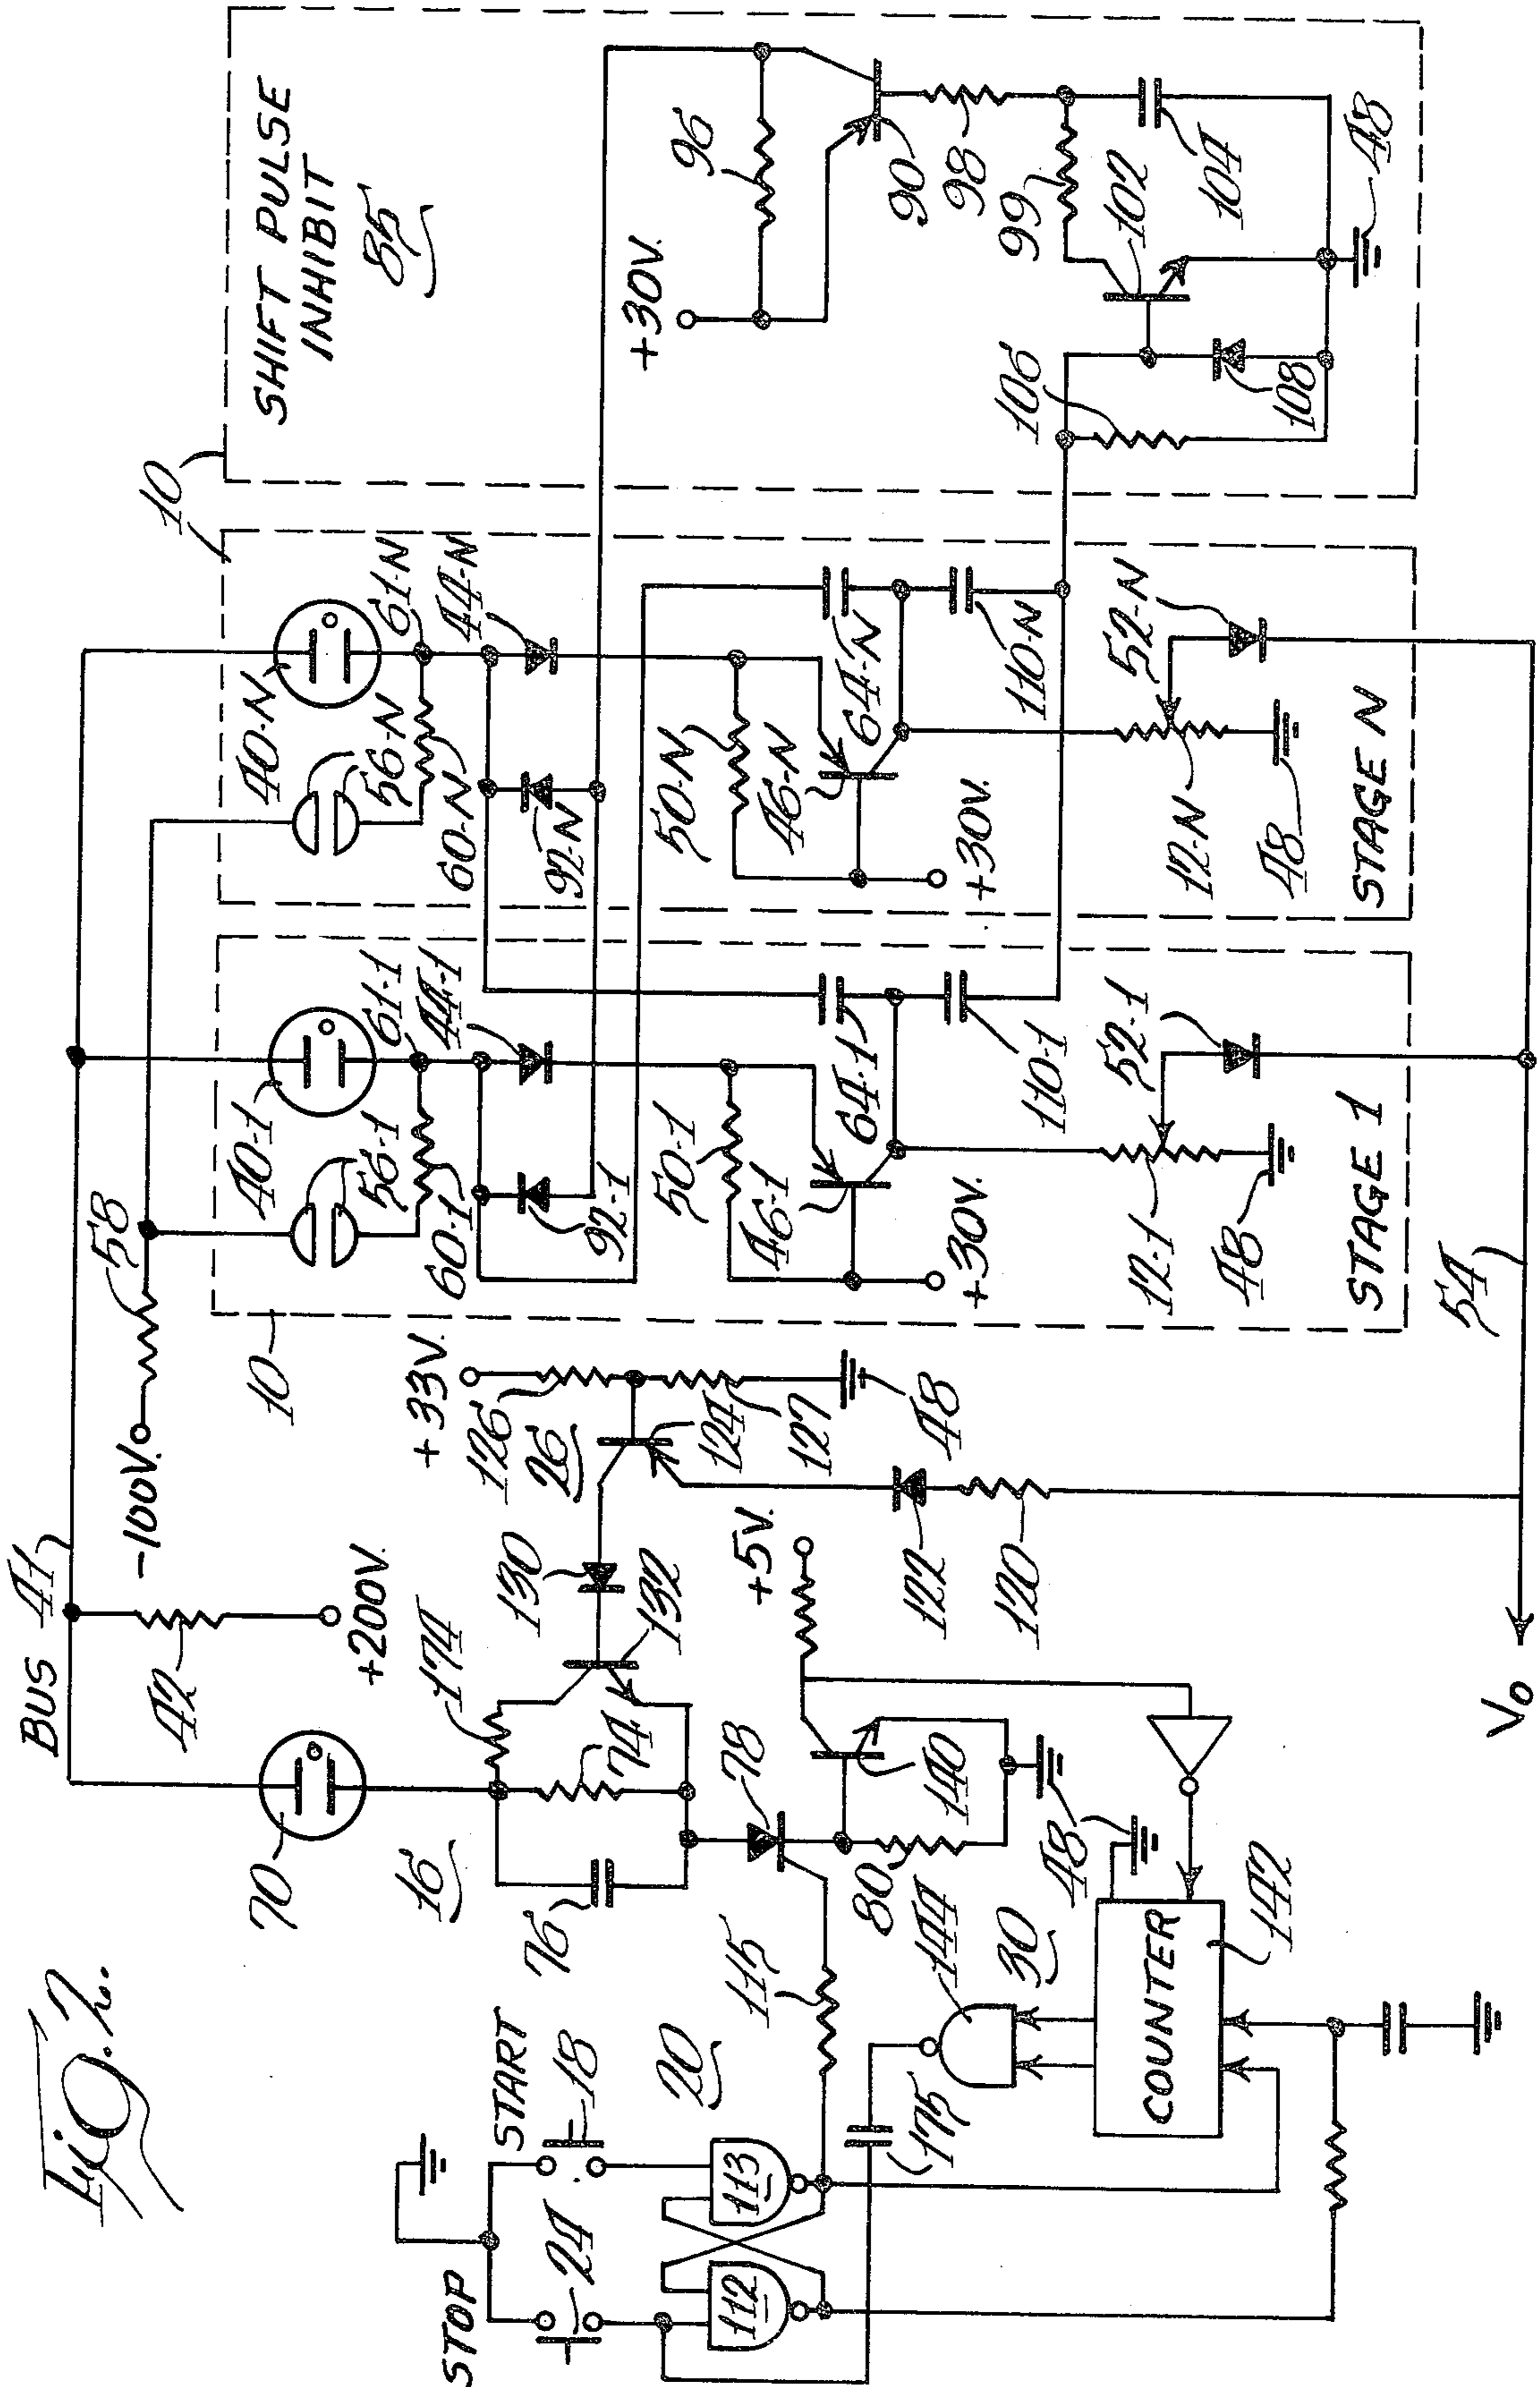 Fig. 2.
BUS 41
-100V.
58
42
+200V.
70
16
174
74
76
78
132
130
+33V.
126
26
124
127
48
122
120
+5V.
140
80
48
115
START
18
STOP
24
20
113
112
175
144
30
COUNTER
142
V0
54
10
40-1
56-1
61-1
44-1
60-1
92-1
50-1
46-1
64-1
+30V.
110-1
12-1
52-1
48
STAGE 1
10
40-N
56-N
61-N
44-N
60-N
92-N
50-N
46-N
64-N
+30V.
110-N
12-N
52-N
48
STAGE N
SHIFT PULSE
INHIBIT
85
+30V.
96
90
98
99
102
104
106
108
48